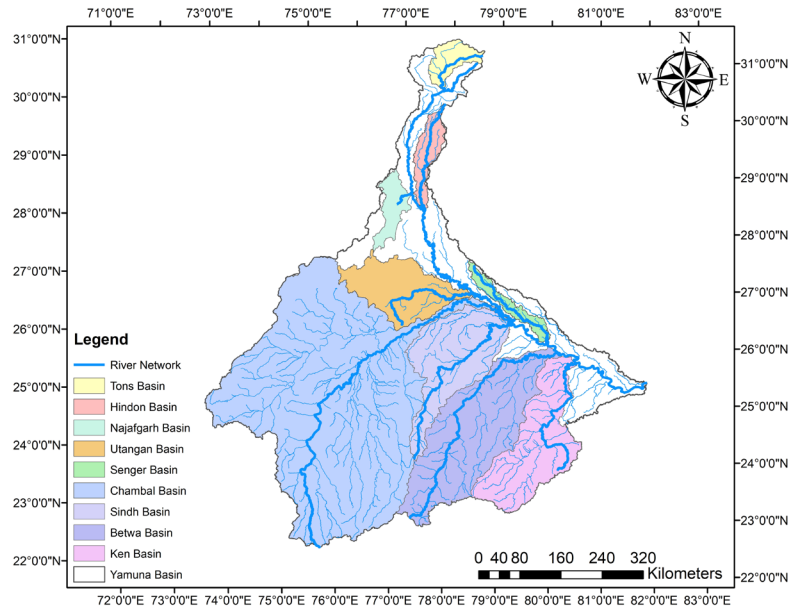 71°0'0"E 73°0'0"E 75°0'0"E 77°0'0"E 79°0'0"E 81°0'0"E 83°0'0"E
N
W E
S
31°0'0"N 31°0'0"N
30°0'0"N 30°0'0"N
29°0'0"N 29°0'0"N
28°0'0"N 28°0'0"N
27°0'0"N 27°0'0"N
26°0'0"N 26°0'0"N
25°0'0"N 25°0'0"N
24°0'0"N 24°0'0"N
23°0'0"N 23°0'0"N
22°0'0"N 22°0'0"N
Legend
River Network
Tons Basin
Hindon Basin
Najafgarh Basin
Utangan Basin
Senger Basin
Chambal Basin
Sindh Basin
Betwa Basin
Ken Basin
Yamuna Basin
0 40 80 160 240 320
Kilometers
72°0'0"E 73°0'0"E 74°0'0"E 75°0'0"E 76°0'0"E 77°0'0"E 78°0'0"E 79°0'0"E 80°0'0"E 81°0'0"E 82°0'0"E 83°0'0"E